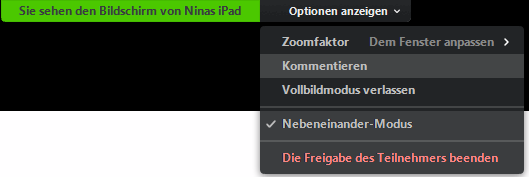 Sie sehen den Bildschirm von Ninas iPad Optionen anzeigen
Zoomfaktor Dem Fenster anpassen
Kommentieren
Vollbildmodus verlassen
Nebeneinander-Modus
Die Freigabe des Teilnehmers beenden